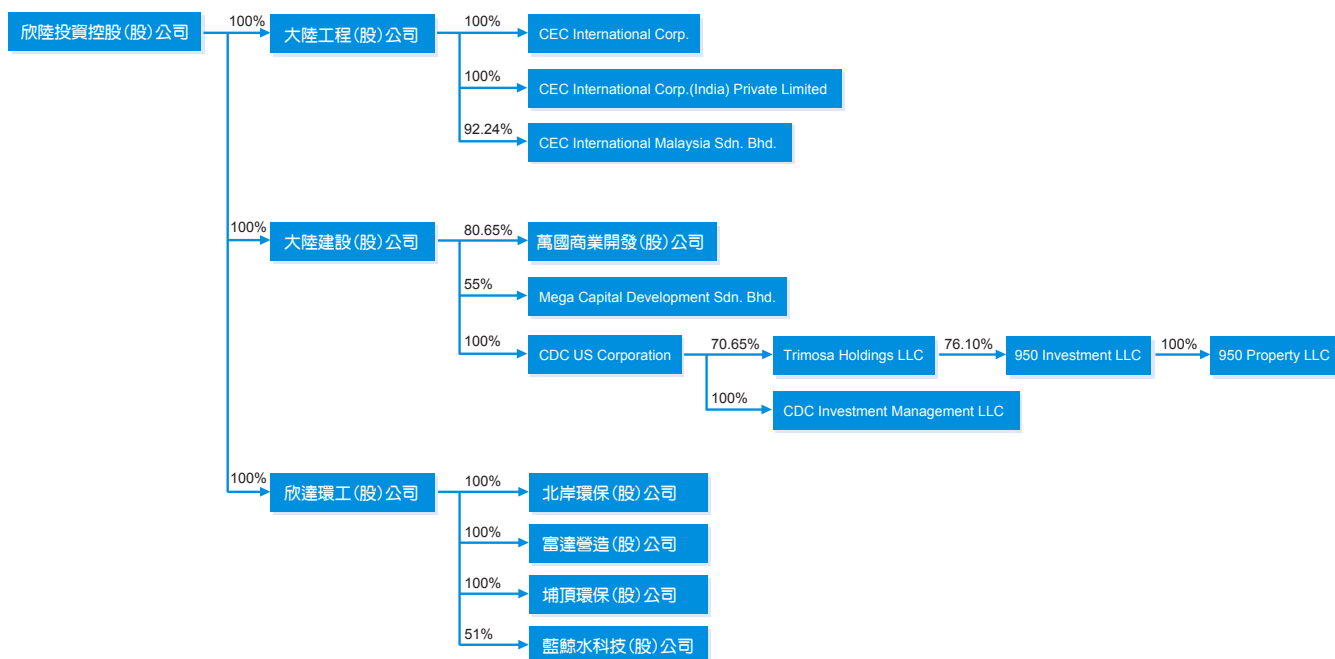 欣陸投資控股(股)公司
100%
大陸工程(股)公司
100%
CEC International Corp.
100%
CEC International Corp.(India) Private Limited
92.24%
CEC International Malaysia Sdn. Bhd.
100%
大陸建設(股)公司
80.65%
萬國商業開發(股)公司
55%
Mega Capital Development Sdn. Bhd.
100%
CDC US Corporation
70.65%
Trimosa Holdings LLC
76.10%
950 Investment LLC
100%
950 Property LLC
100%
CDC Investment Management LLC
100%
欣達環工(股)公司
100%
北岸環保(股)公司
100%
富達營造(股)公司
100%
埔頂環保(股)公司
51%
藍鯨水科技(股)公司